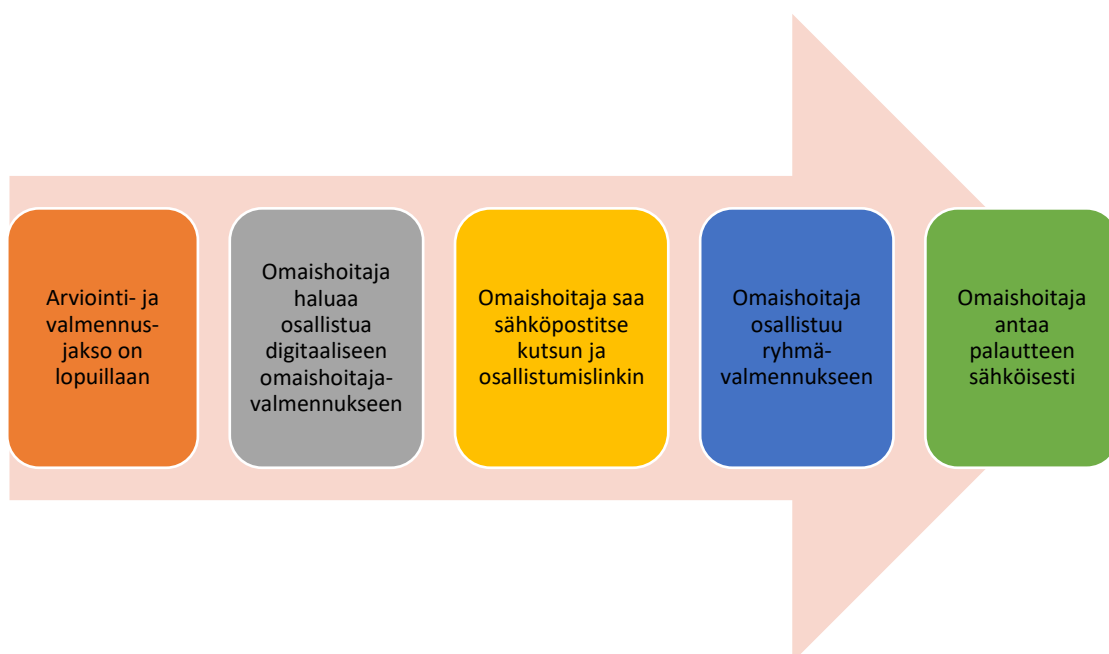 Arviointi- ja
valmennus-
jakso on
lopuillaan
Omaishoitaja
haluaa
osallistua
digitaaliseen
omaishoitaja-
valmennukseen
Omaishoitaja saa
sähköpostitse
kutsun ja
osallistumislinkin
Omaishoitaja
osallistuu
ryhmä-
valmennukseen
Omaishoitaja
antaa
palautteen
sähköisesti